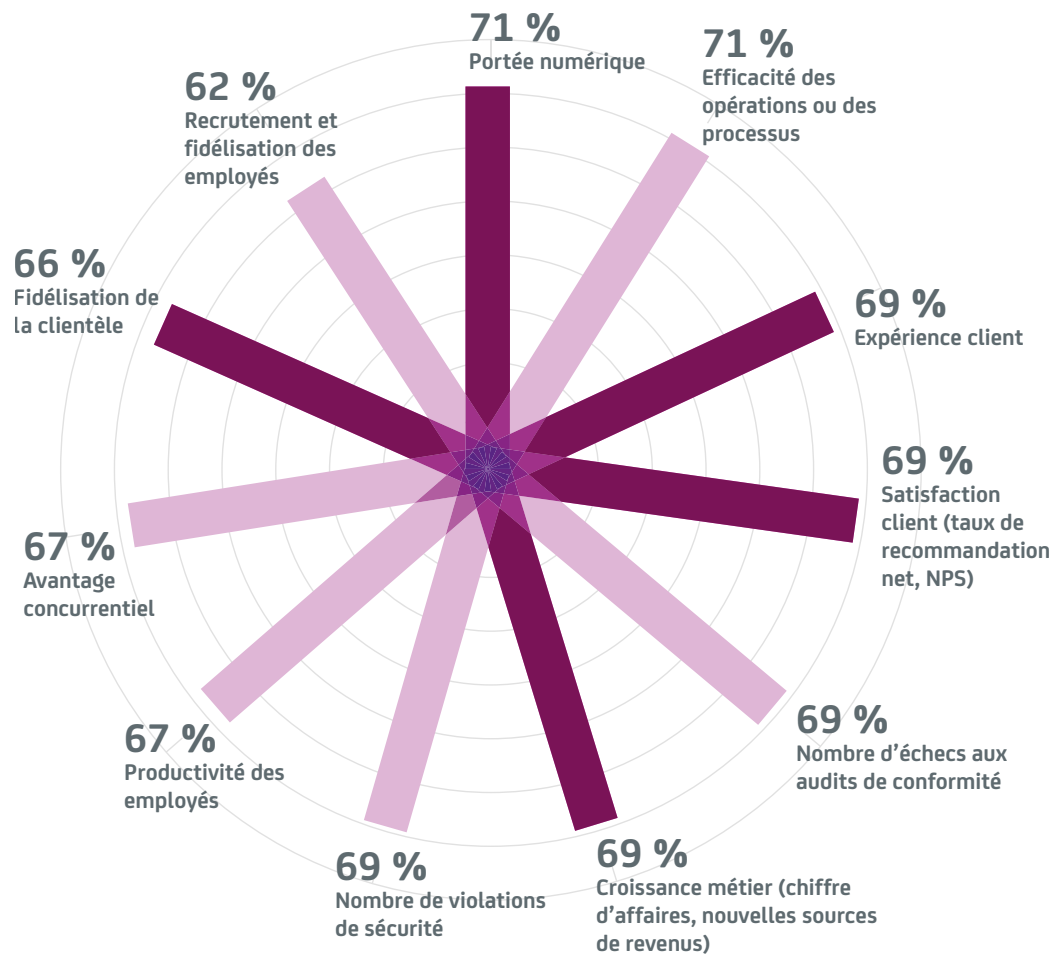 71 %
Portée numérique
71 %
Efficacité des
opérations ou des
processus
69 %
Expérience client
69 %
Satisfaction
client (taux de
recommandation
net, NPS)
69 %
Nombre d’échecs aux
audits de conformité
69 %
Croissance métier (chiffre
d’affaires, nouvelles sources
de revenus)
69 %
Nombre de violations
de sécurité
67 %
Productivité des
employés
67 %
Avantage
concurrentiel
66 %
Fidélisation de
la clientèle
62 %
Recrutement et
fidélisation des
employés